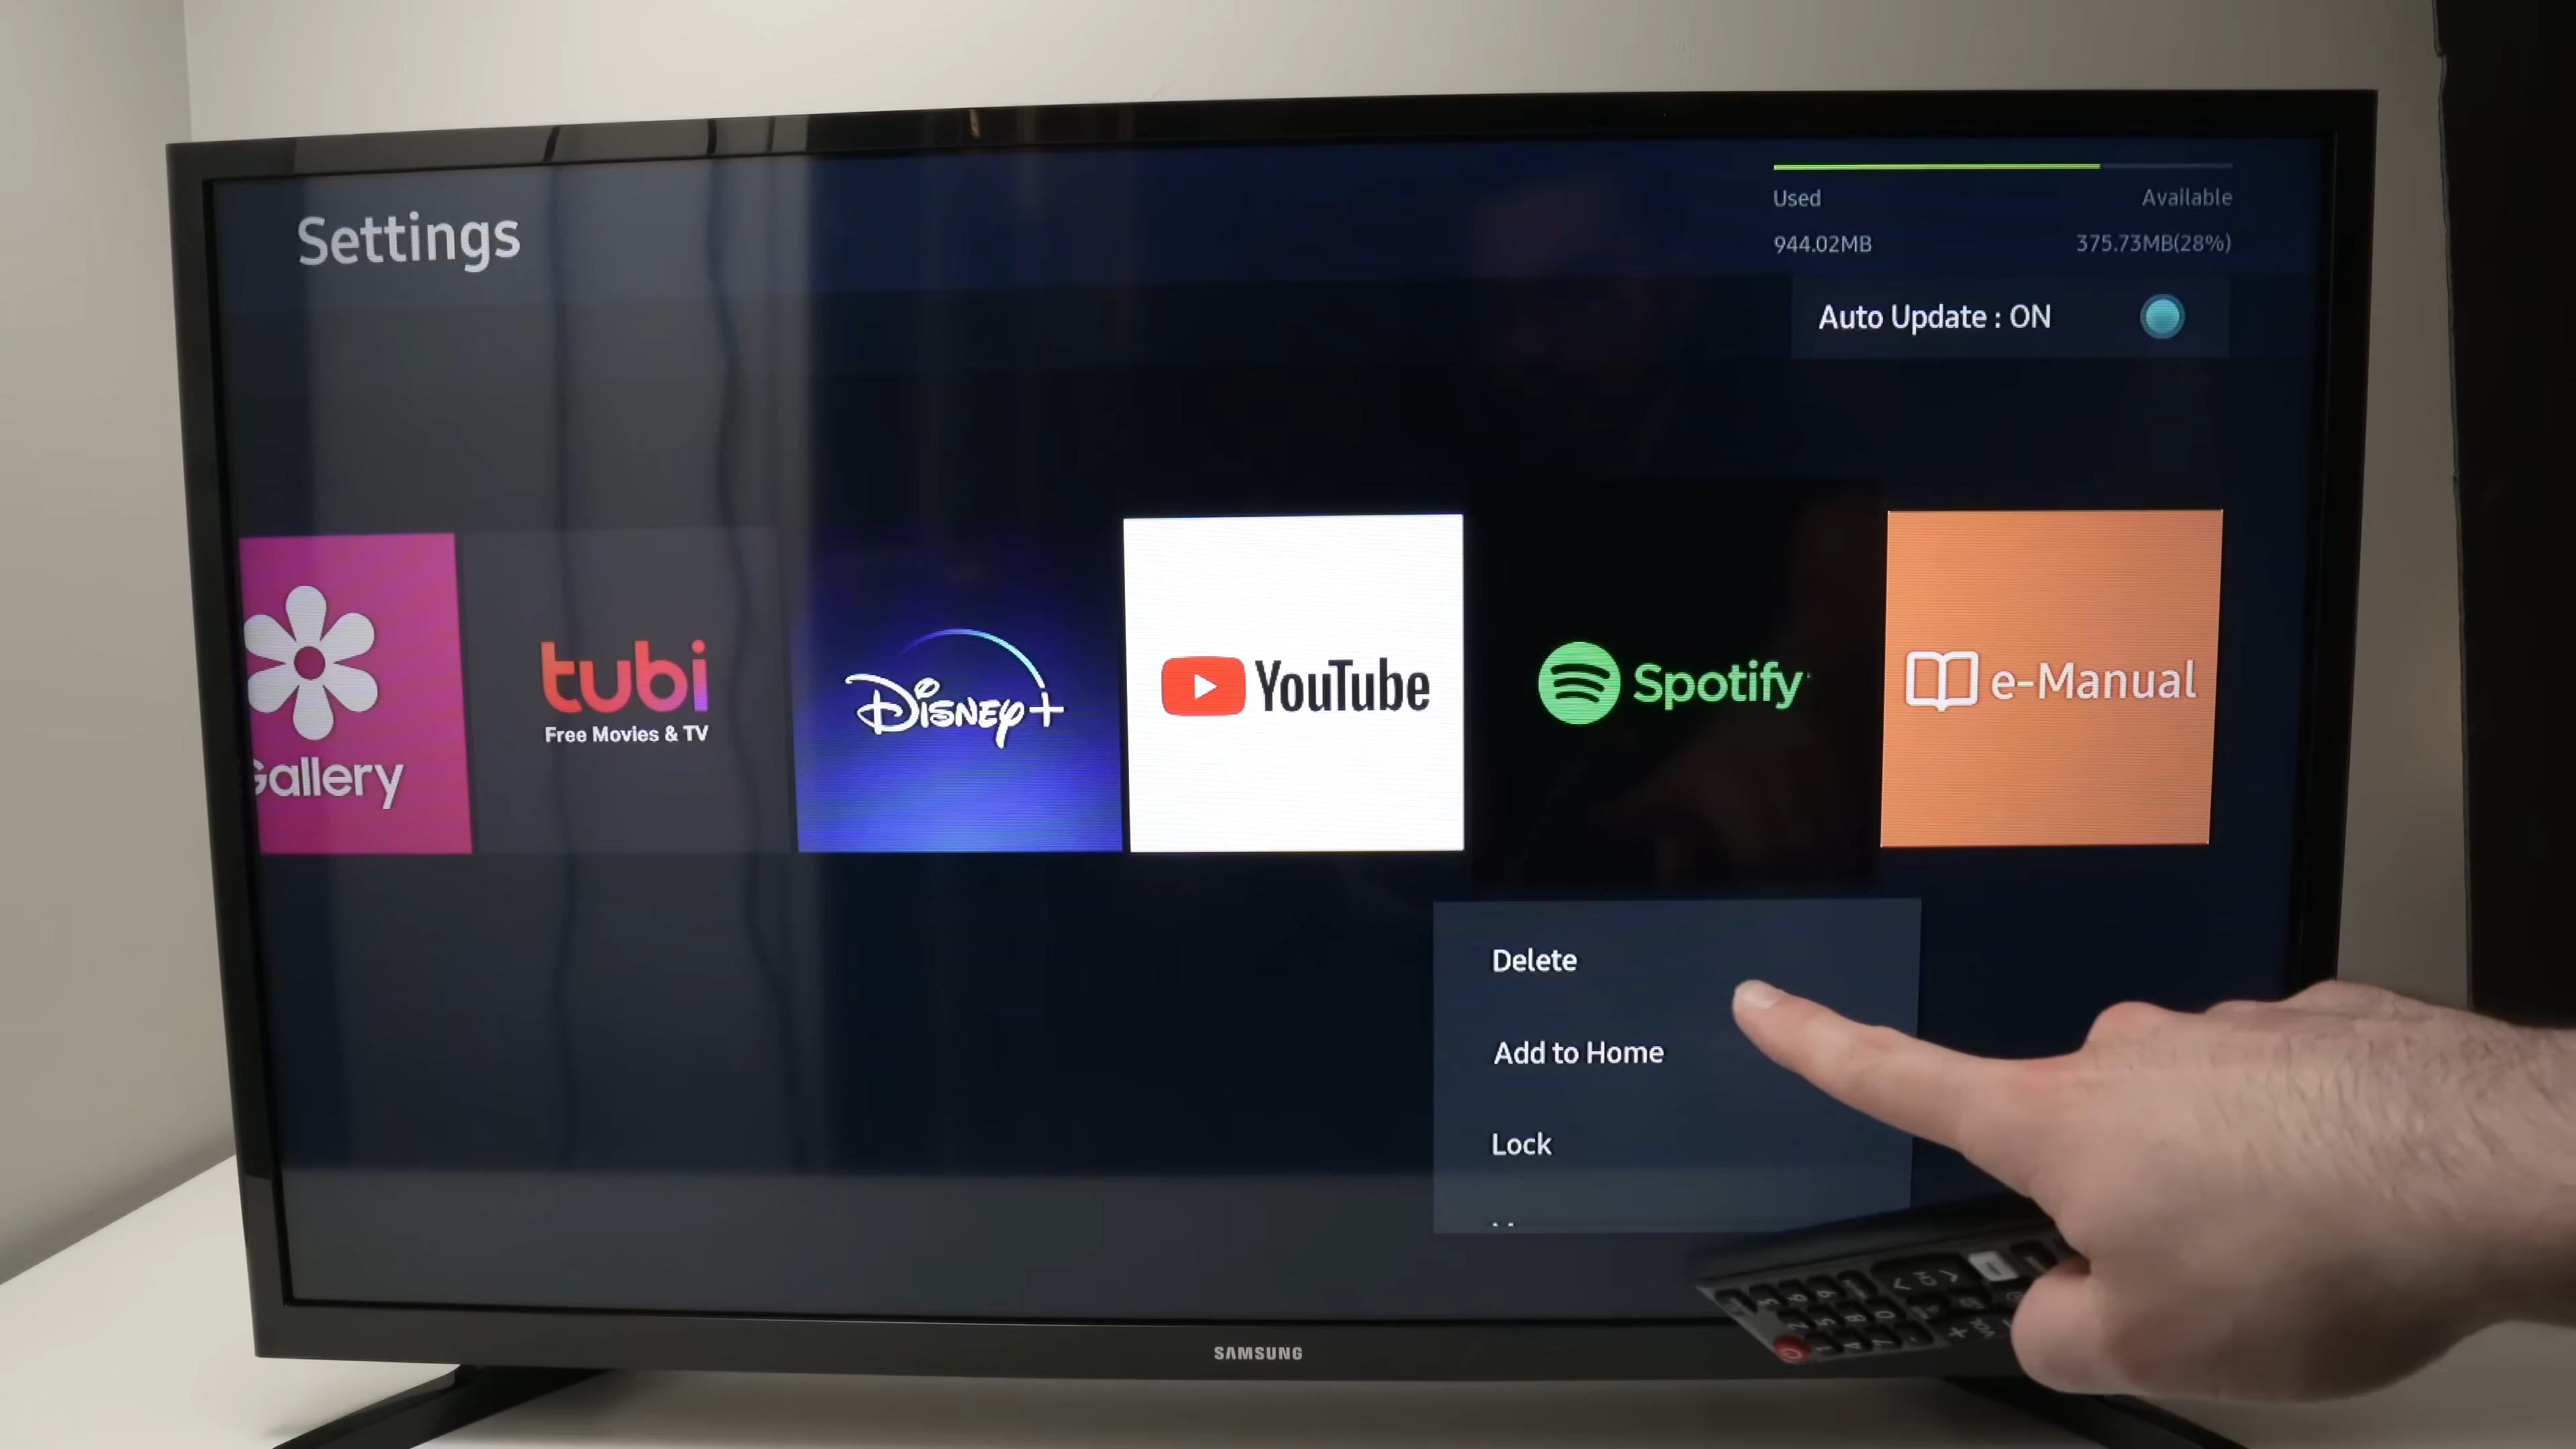 Settings
Used
Available
944.02MB
375.73MB(28%)
Auto Update : ON
Gallery
tubi
Free Movies & TV
Disney+
YouTube
Spotify
e-Manual
Delete
Add to Home
Lock
SAMSUNG